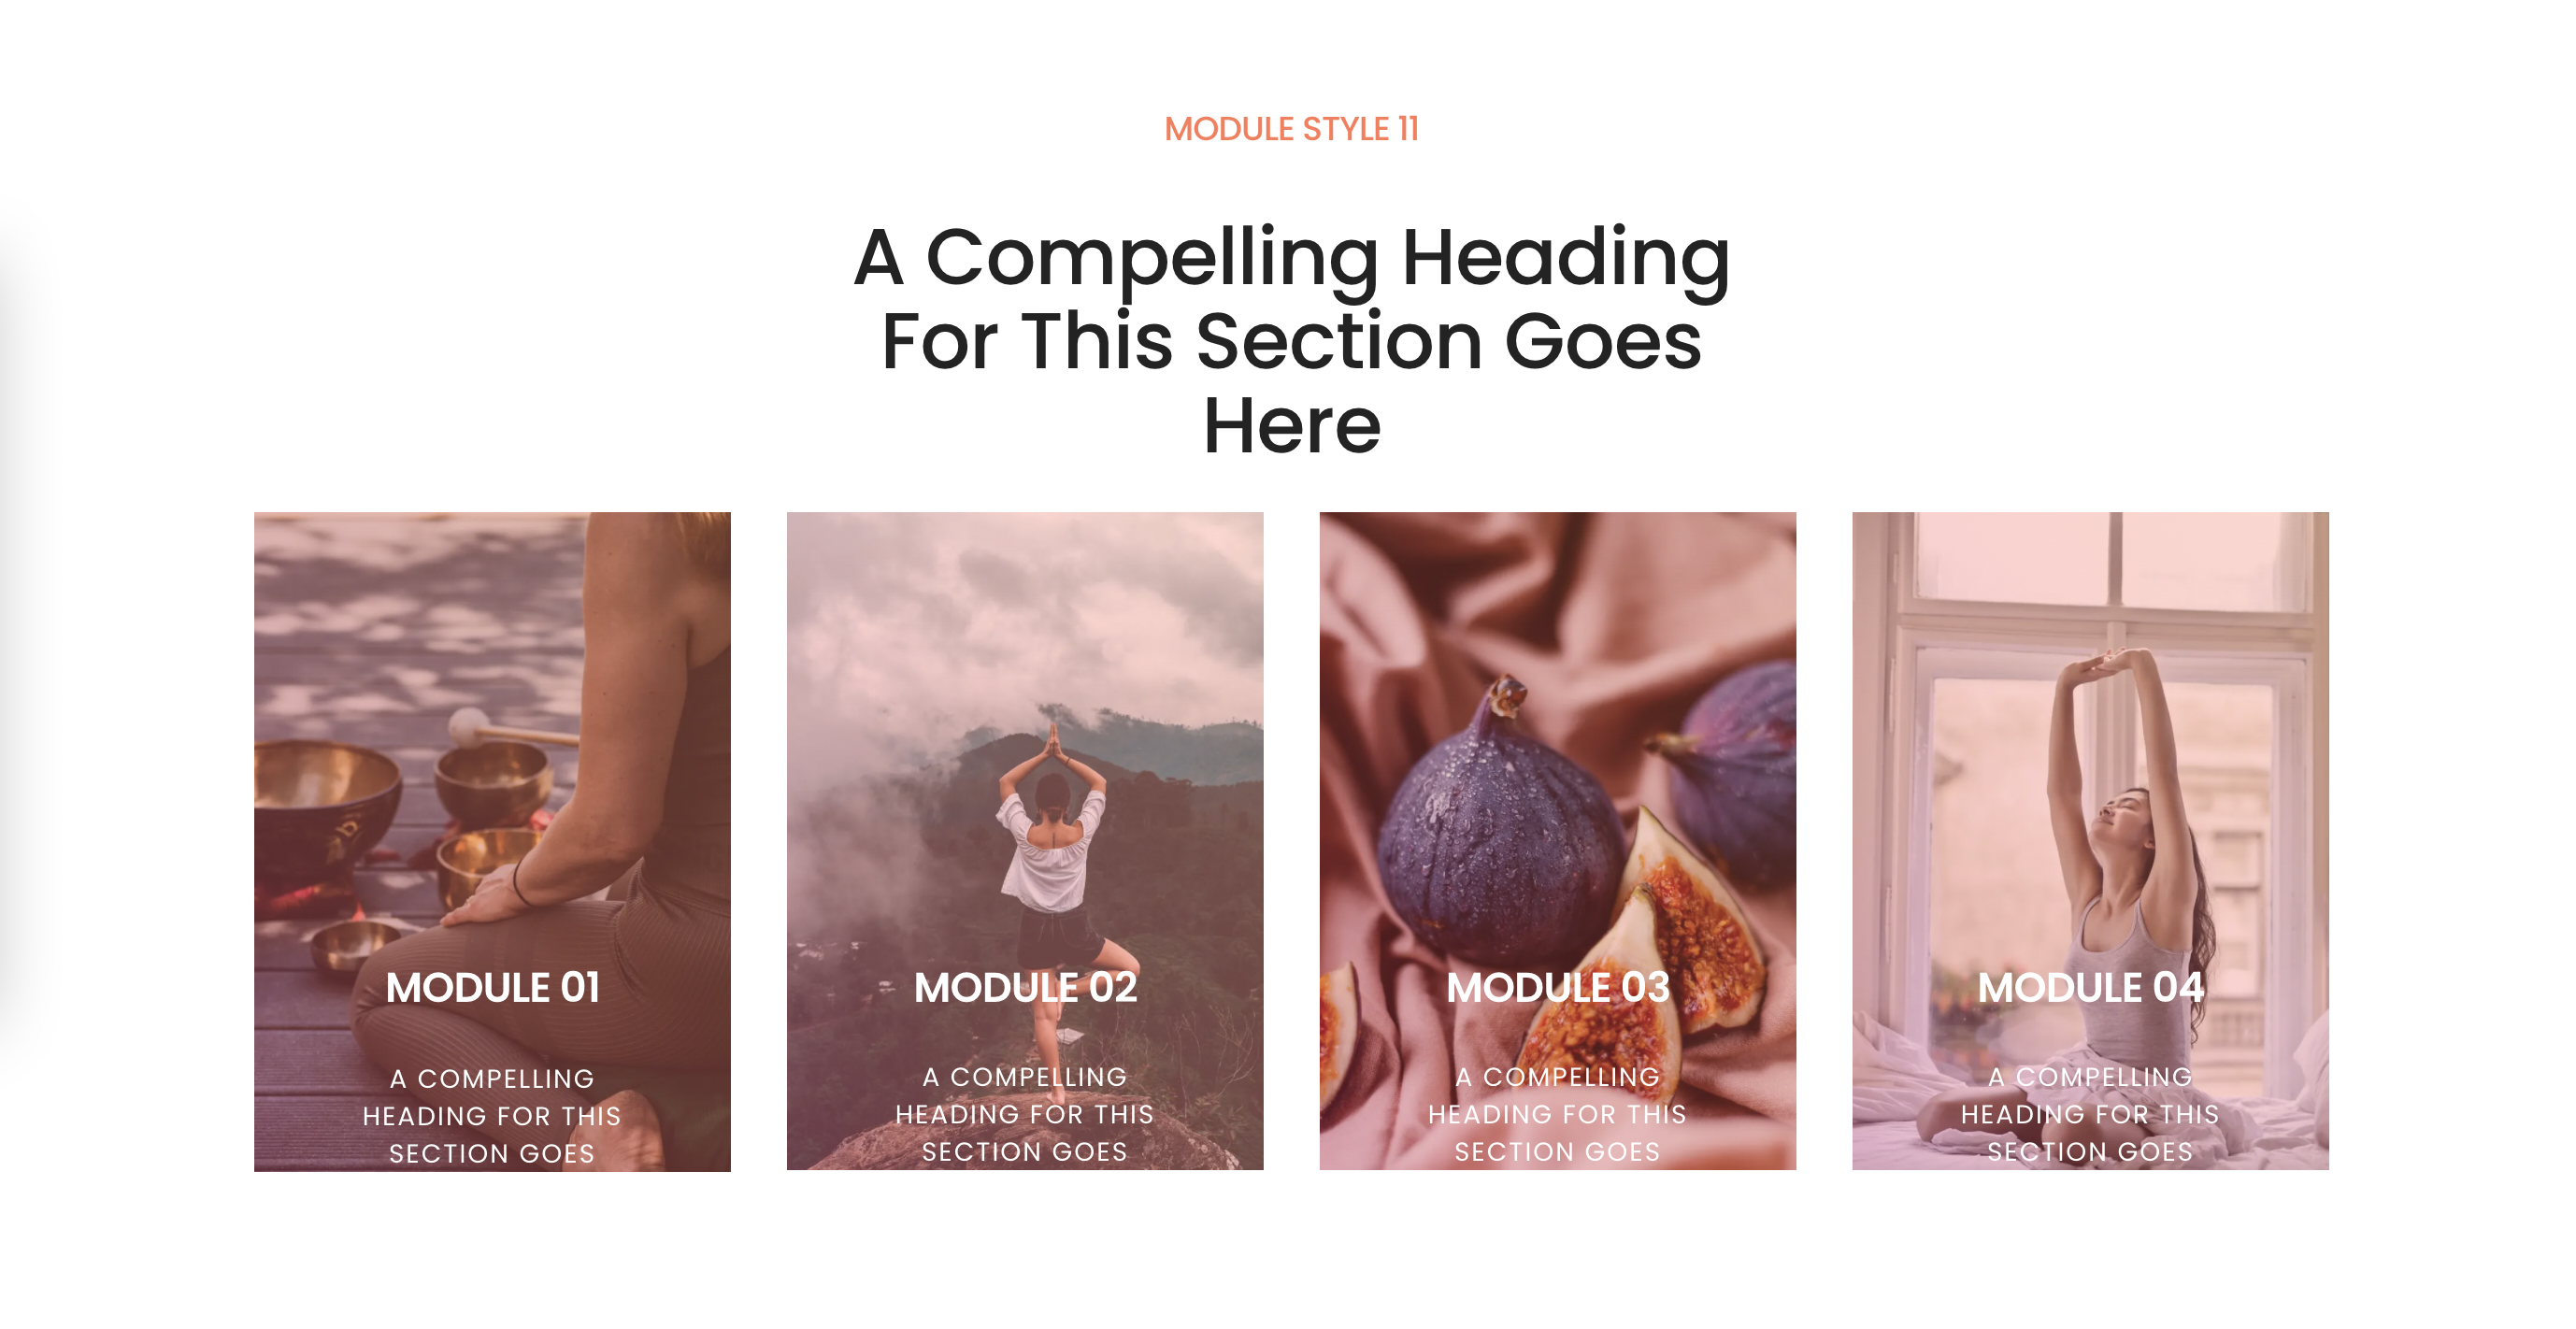 MODULE STYLE 11
A Compelling Heading
For This Section Goes
Here
MODULE 01
A COMPELLING
HEADING FOR THIS
SECTION GOES
MODULE 02
A COMPELLING
HEADING FOR THIS
SECTION GOES
MODULE 03
A COMPELLING
HEADING FOR THIS
SECTION GOES
MODULE 04
A COMPELLING
HEADING FOR THIS
SECTION GOES